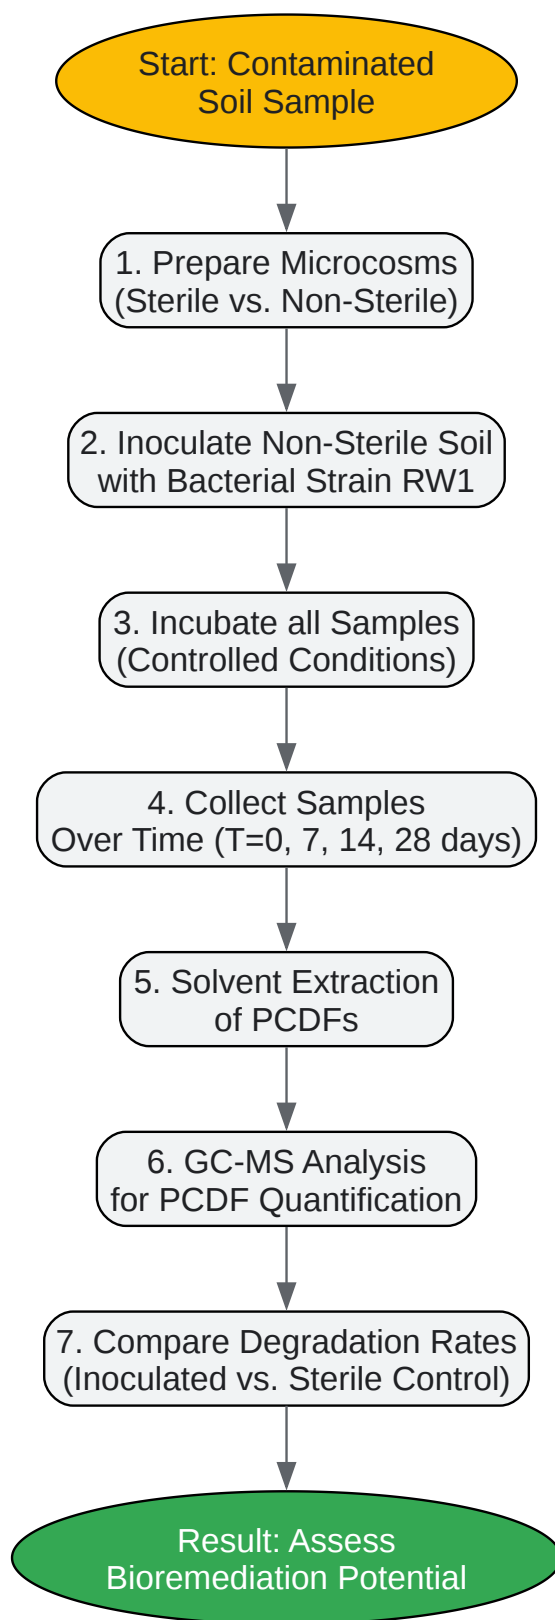 Start: Contaminated
Soil Sample
1. Prepare Microcosms
(Sterile vs. Non-Sterile)
2. Inoculate Non-Sterile Soil
with Bacterial Strain RW1
3. Incubate all Samples
(Controlled Conditions)
4. Collect Samples
Over Time (T=0, 7, 14, 28 days)
5. Solvent Extraction
of PCDFs
6. GC-MS Analysis
for PCDF Quantification
7. Compare Degradation Rates
(Inoculated vs. Sterile Control)
Result: Assess
Bioremediation Potential